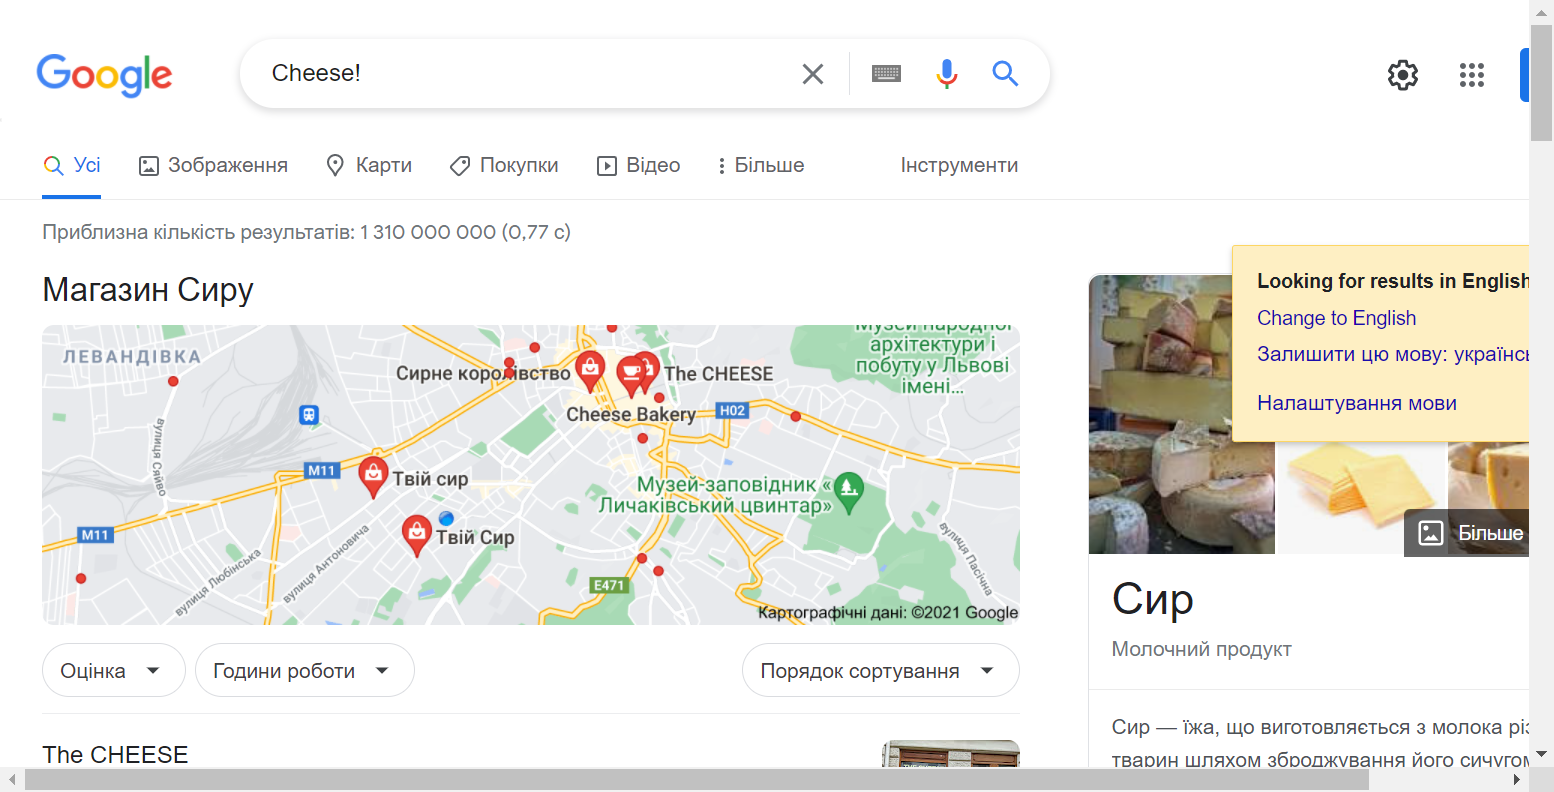 Google
Cheese!
Усі
Зображення
Карти
Покупки
Відео
Більше
Інструменти
Приблизна кількість результатів: 1 310 000 000 (0,77 с)
Магазин Сиру
ЛЕВАНДІВКА
Музей народної
архітектури і
побуту у Львові
імені...
Сирне королівство
The CHEESE
Cheese Bakery
H02
вулиця Сяйво
M11
Твій сир
Музей-заповідник «
Личаківський цвинтар»
M11
Твій Сир
вулиця Любінська
вулиця Антоновича
вулиця Пасічна
E471
Картографічні дані: ©2021 Google
Оцінка
Години роботи
Порядок сортування
The CHEESE
Looking for results in English
Change to English
Залишити цю мову: українсь
Налаштування мови
Більше
Сир
Молочний продукт
Сир — їжа, що виготовляється з молока різ
тварин шляхом зброджування його сичугом